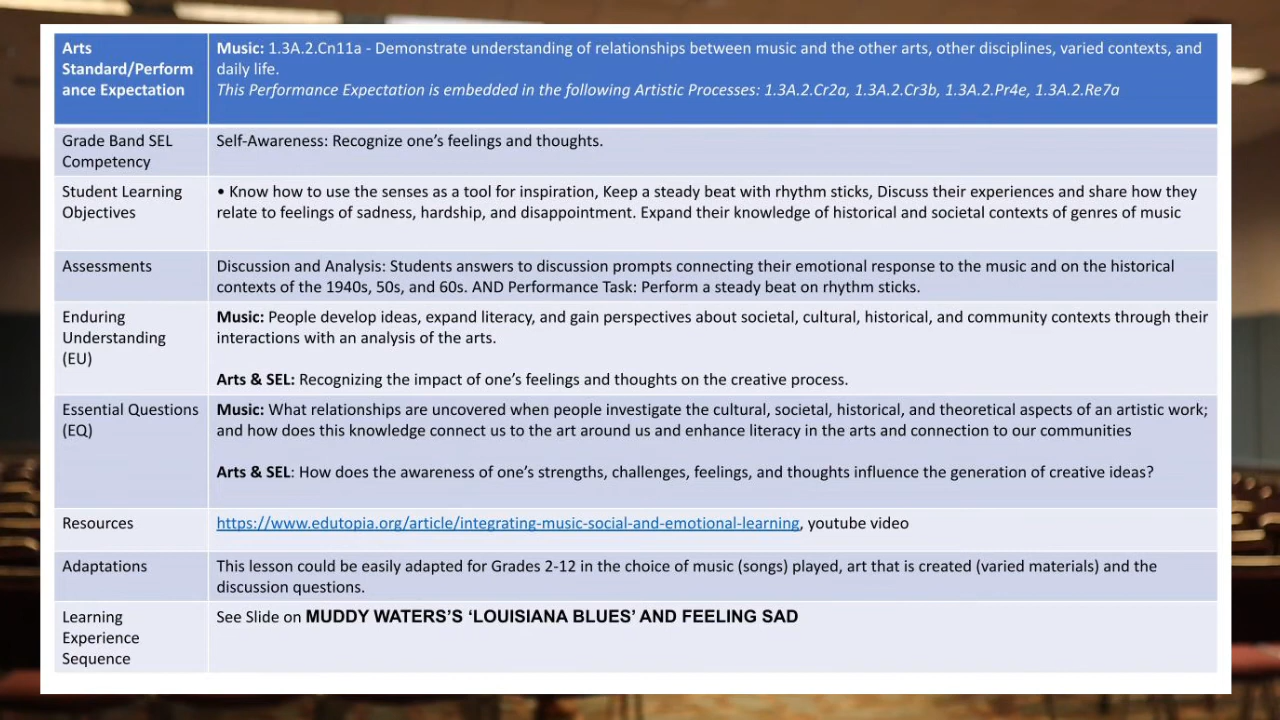 Arts
Standard/Perform
ance Expectation
Music: 1.3A.2.Cn11a - Demonstrate understanding of relationships between music and the other arts, other disciplines, varied contexts, and
daily life.
This Performance Expectation is embedded in the following Artistic Processes: 1.3A.2.Cr2a, 1.3A.2.Cr3b, 1.3A.2.Pr4e, 1.3A.2.Re7a
Grade Band SEL
Competency
Self-Awareness: Recognize one's feelings and thoughts.
Student Learning
Objectives
• Know how to use the senses as a tool for inspiration, Keep a steady beat with rhythm sticks, Discuss their experiences and share how they
relate to feelings of sadness, hardship, and disappointment. Expand their knowledge of historical and societal contexts of genres of music
Assessments
Discussion and Analysis: Students answers to discussion prompts connecting their emotional response to the music and on the historical
contexts of the 1940s, 50s, and 60s. AND Performance Task: Perform a steady beat on rhythm sticks.
Enduring
Understanding
(EU)
Music: People develop ideas, expand literacy, and gain perspectives about societal, cultural, historical, and community contexts through their
interactions with an analysis of the arts.
Arts & SEL: Recognizing the impact of one's feelings and thoughts on the creative process.
Essential Questions
(EQ)
Music: What relationships are uncovered when people investigate the cultural, societal, historical, and theoretical aspects of an artistic work;
and how does this knowledge connect us to the art around us and enhance literacy in the arts and connection to our communities
Arts & SEL: How does the awareness of one's strengths, challenges, feelings, and thoughts influence the generation of creative ideas?
Resources
https://www.edutopia.org/article/integrating-music-social-and-emotional-learning, youtube video
Adaptations
This lesson could be easily adapted for Grades 2-12 in the choice of music (songs) played, art that is created (varied materials) and the
discussion questions.
Learning
Experience
Sequence
See Slide on MUDDY WATERS'S 'LOUISIANA BLUES' AND FEELING SAD